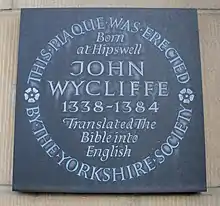 THIS PLAQUE WAS ERECTED
Born
at Hipswell
JOHN
WYCLIFFE
1338-1384
Translated The
Bible into
English
BY THE YORKSHIRE SOCIETY